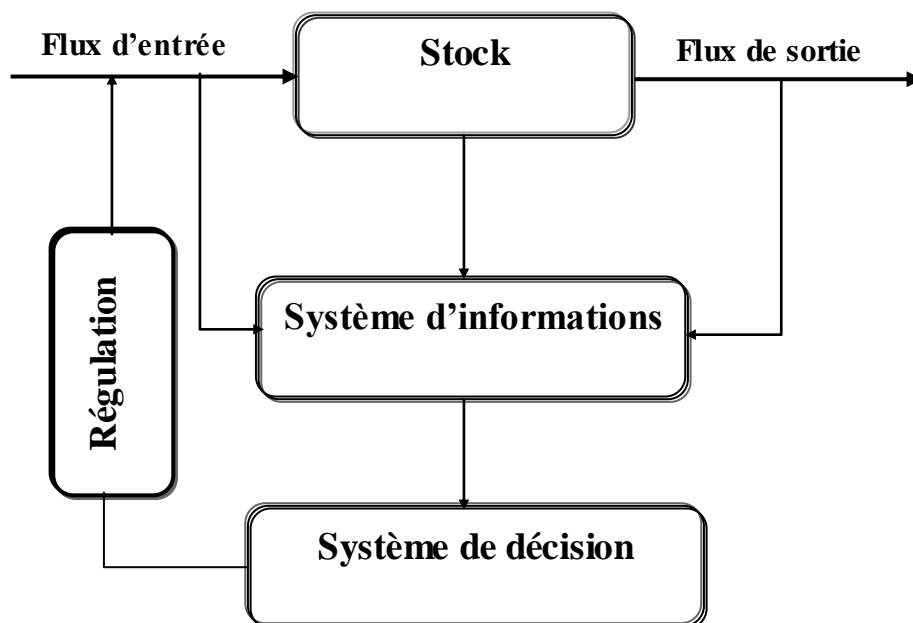 Flux d'entrée
Stock
Flux de sortie
Système d'informations
Régulation
Système de décision